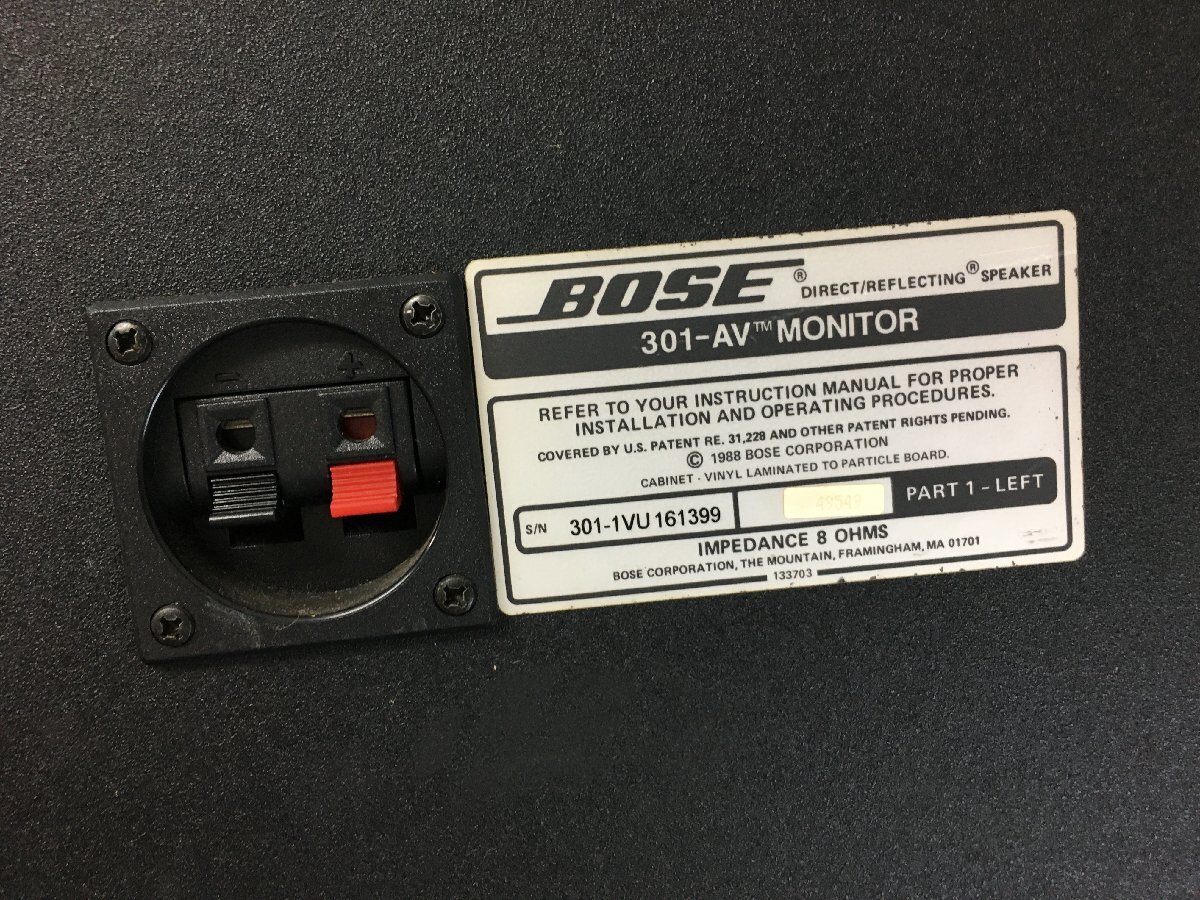 BOSE® DIRECT/REFLECTING® SPEAKER
301-AV™ MONITOR
REFER TO YOUR INSTRUCTION MANUAL FOR PROPER
INSTALLATION AND OPERATING PROCEDURES.
COVERED BY U.S. PATENT RE. 31,228 AND OTHER PATENT RIGHTS PENDING.
© 1988 BOSE CORPORATION
CABINET - VINYL LAMINATED TO PARTICLE BOARD.
S/N 301-1VU 161399 PART 1 - LEFT
IMPEDANCE 8 OHMS
BOSE CORPORATION, THE MOUNTAIN, FRAMINGHAM, MA 01701
133703
- +